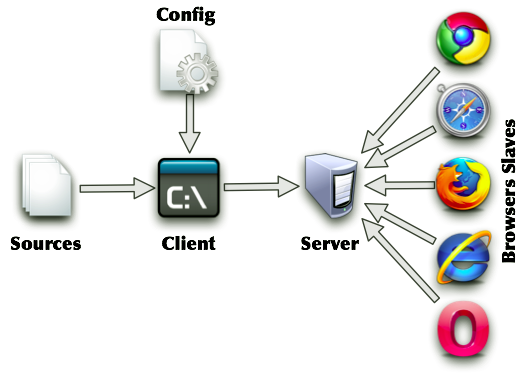 Config
C:\
Sources
Client
Server
Browsers Slaves